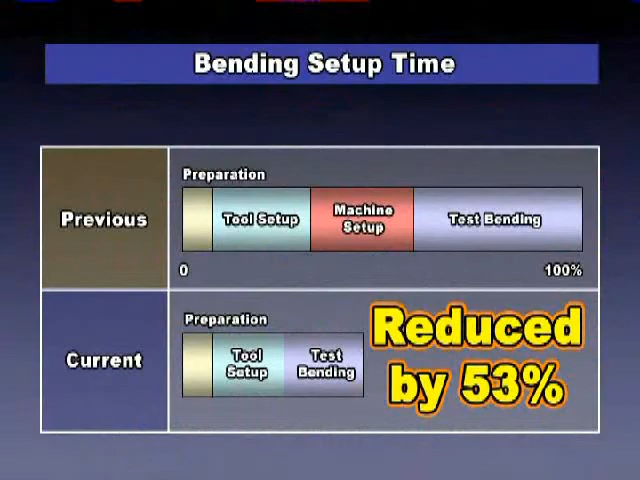 Bending Setup Time
Preparation
Previous
Tool Setup
Machine
Setup
Test Bending
0
100%
Preparation
Current
Tool
Setup
Test
Bending
Reduced
by 53%